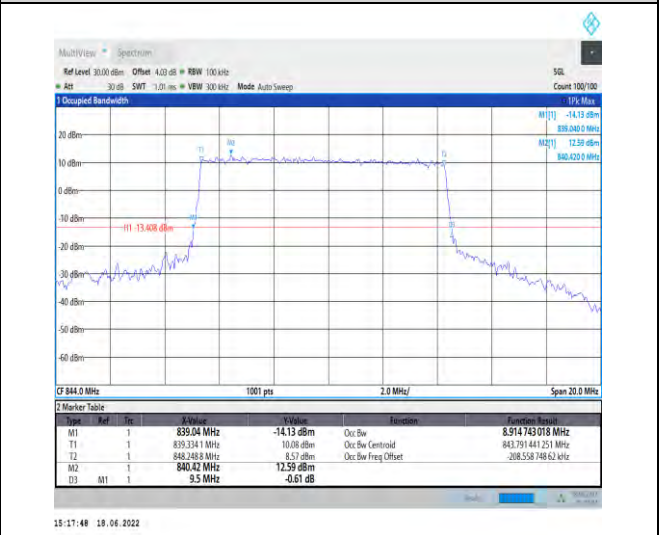 MultiView Spectrum
Ref Level 30.00 dBm Offset 4.03 dB RBW 100 kHz SGL
Att 30 dB SWT 1.01 ms VBW 300 kHz Mode Auto Sweep Count 100/100
1 Occupied Bandwidth 1Pk Max
M1[1] -14.13 dBm
839.040 0 MHz
M2[1] 12.59 dBm
840.420 0 MHz
20 dBm
T1 M2 T2
10 dBm
0 dBm
-10 dBm
H1 -13.408 dBm
-20 dBm
-30 dBm
-40 dBm
-50 dBm
-60 dBm
CF 844.0 MHz 1001 pts 2.0 MHz/ Span 20.0 MHz
2 Marker Table
Type Ref Trc X-Value Y-Value Function Function Result
M1 1 839.04 MHz -14.13 dBm Occ Bw 8.914 743 018 MHz
T1 1 839.334 1 MHz 10.08 dBm Occ Bw Centroid 843.791 441 251 MHz
T2 1 848.248 8 MHz 8.57 dBm Occ Bw Freq Offset -208.558 748 62 kHz
M2 1 840.42 MHz 12.59 dBm
D3 M1 1 9.5 MHz -0.61 dB
15:17:48 18.06.2022